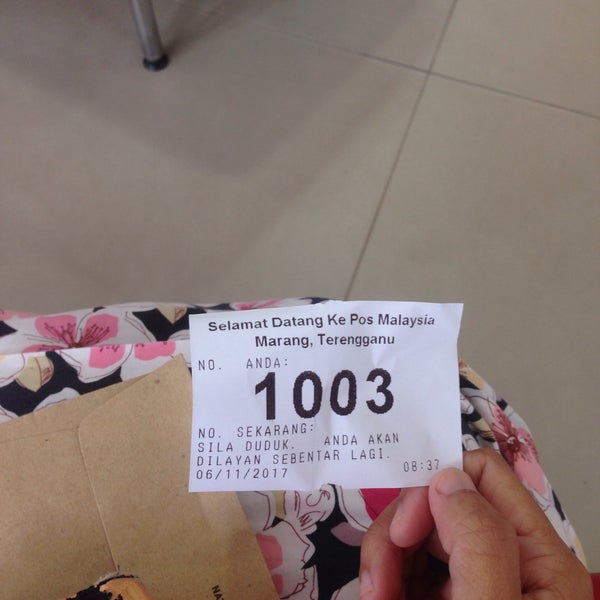 Selamat Datang Ke Pos Malaysia
Marang, Terengganu
NO. ANDA:
1003
NO. SEKARANG:
SILA DUDUK. ANDA AKAN
DILAYAN SEBENTAR LAGI.
06/11/2017 08:37